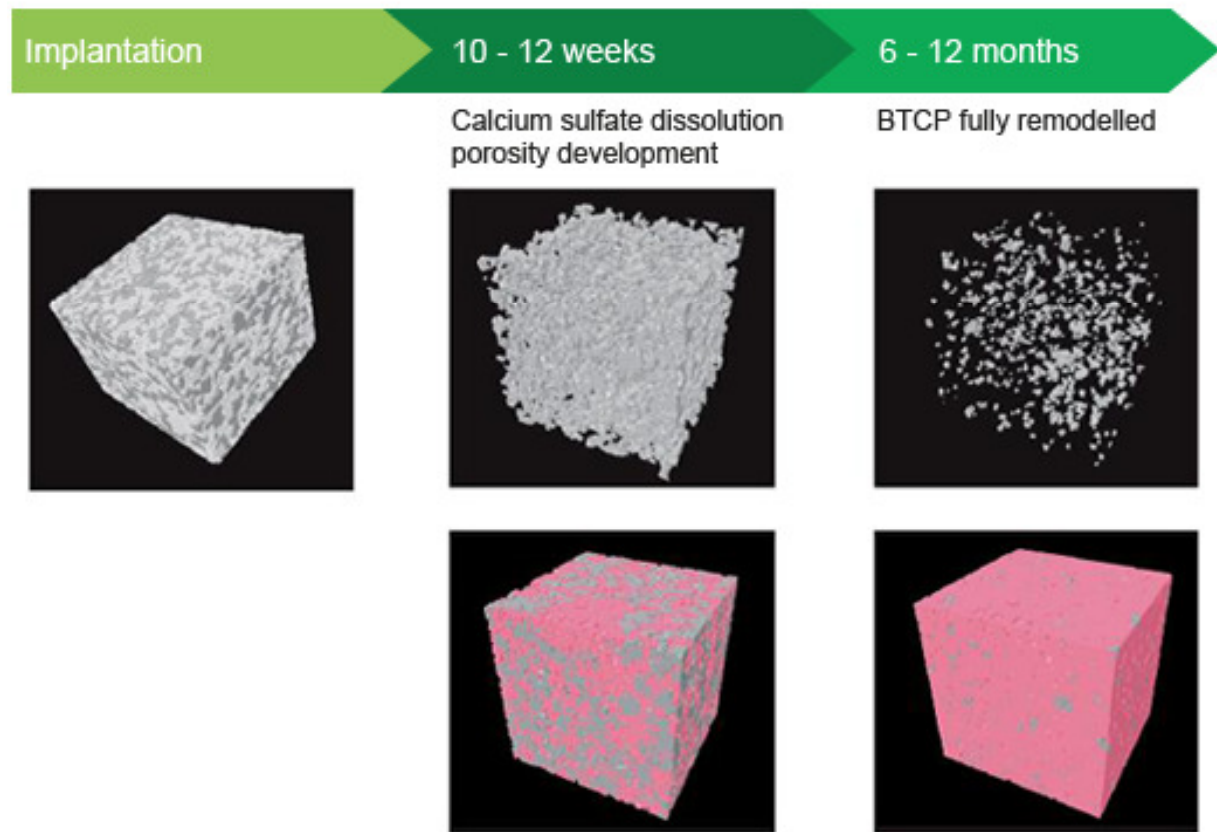 Implantation
10 - 12 weeks
6 - 12 months
Calcium sulfate dissolution
porosity development
BTCP fully remodelled